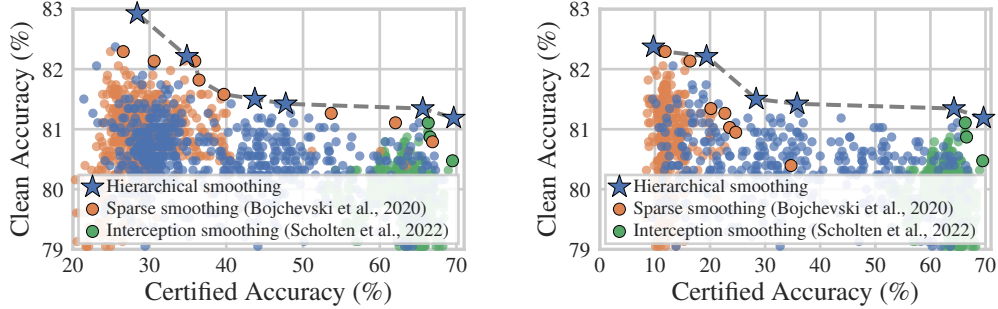 83
82
81
80
79
Clean Accuracy (%)
Hierarchical smoothing
Sparse smoothing (Bojchevski et al., 2020)
Interception smoothing (Scholten et al., 2022)
20 30 40 50 60 70
Certified Accuracy (%)
83
82
81
80
79
Clean Accuracy (%)
Hierarchical smoothing
Sparse smoothing (Bojchevski et al., 2020)
Interception smoothing (Scholten et al., 2022)
0 10 20 30 40 50 60 70
Certified Accuracy (%)